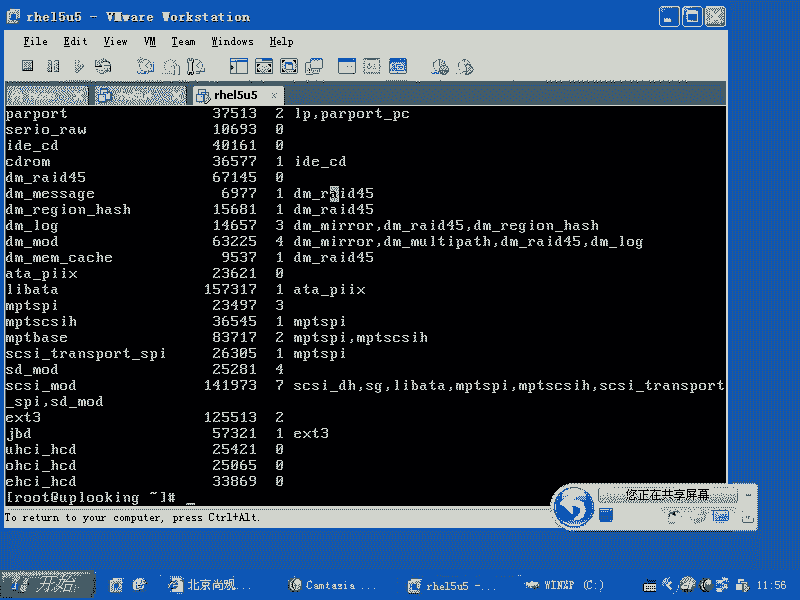 rhel5u5 - VMware Workstation
File Edit View VM Team Windows Help
rhel5u5 ×
parport 37513 2 lp,parport_pc
serio_raw 10693 0
ide_cd 40161 0
cdrom 36577 1 ide_cd
dm_raid45 67145 0
dm_message 6977 1 dm_raid45
dm_region_hash 15681 1 dm_raid45
dm_log 14657 3 dm_mirror,dm_raid45,dm_region_hash
dm_mod 63225 4 dm_mirror,dm_multipath,dm_raid45,dm_log
dm_mem_cache 9537 1 dm_raid45
ata_piix 23621 0
libata 157317 1 ata_piix
mptspi 23497 3
mptscsih 36545 1 mptspi
mptbase 83717 2 mptspi,mptscsih
scsi_transport_spi 26305 1 mptspi
sd_mod 25281 4
scsi_mod 141973 7 scsi_dh,sg,libata,mptspi,mptscsih,scsi_transport
_spi,sd_mod
ext3 125513 2
jbd 57321 1 ext3
uhci_hcd 25421 0
ohci_hcd 25065 0
ehci_hcd 33869 0
[root@uplooking ~]# _
您正在共享屏幕
To return to your computer, press Ctrl+Alt.
开始 北京尚观... Camtazia ... rhel5u5 -... WINXP (C:) 11:56